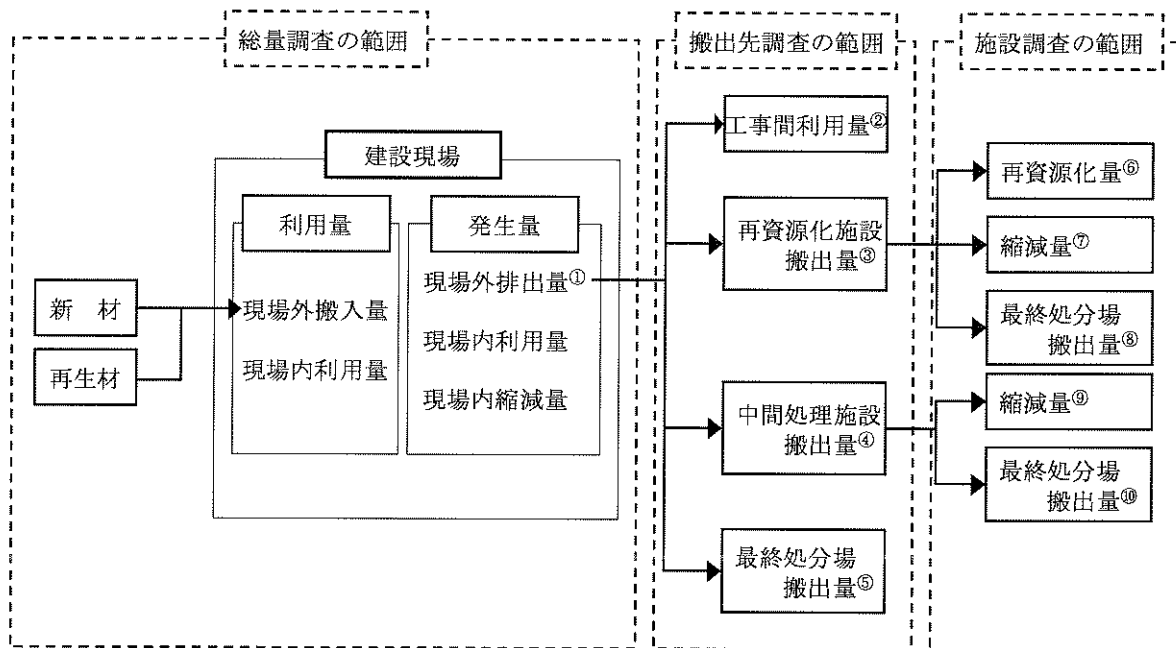 総量調査の範囲
搬出先調査の範囲
施設調査の範囲
建設現場
利用量
発生量
新 材
再生材
現場外搬入量
現場内利用量
現場外排出量①
現場内利用量
現場内縮減量
工事間利用量②
再資源化施設
搬出量③
中間処理施設
搬出量④
最終処分場
搬出量⑤
再資源化量⑥
縮減量⑦
最終処分場
搬出量⑧
縮減量⑨
最終処分場
搬出量⑩